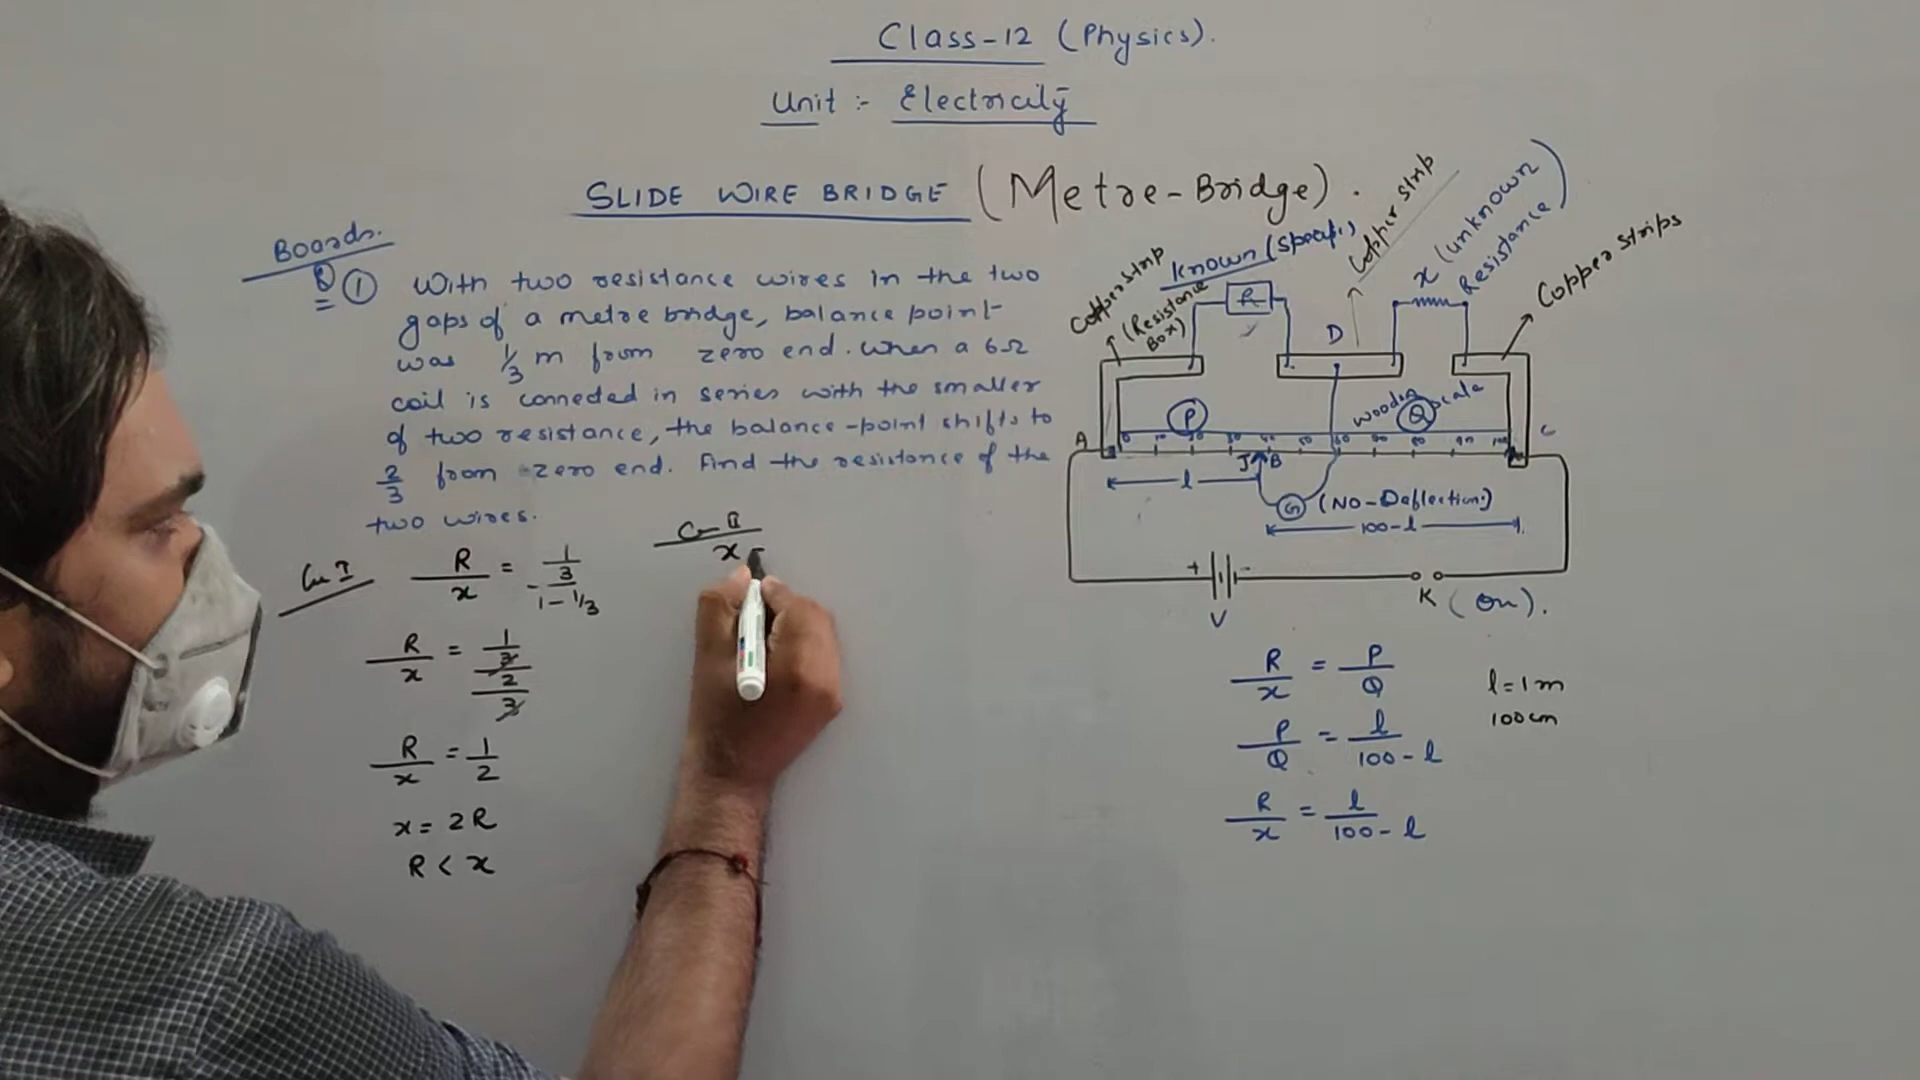 Class-12 (Physics).
Unit :- Electricity
SLIDE WIRE BRIDGE (Metre-Bridge).
Boards.
Q ① With two resistance wires in the two
gaps of a metre bridge, balance point
was 1/3 m from zero end. When a 6Ω
coil is connected in series with the smaller
of two resistance, the balance-point shifts to
2/3 from zero end. Find the resistance of the
two wires.
R/x = 1/3 / 1 - 1/3
R/x = 1/3 / 2/3
R/x = 1/2
x = 2R
R < x
x
Copper strip
Known
(Resistance
Box)
R
D
Copper strip
x (unknown
Resistance)
Copper strips
P
Wooden Scale
Q
A
C
J B
l
G (No-Deflection)
100-l
+ -
V
K (On).
R/x = P/Q
P/Q = l/100-l
R/x = l/100-l
l = 1m
100cm